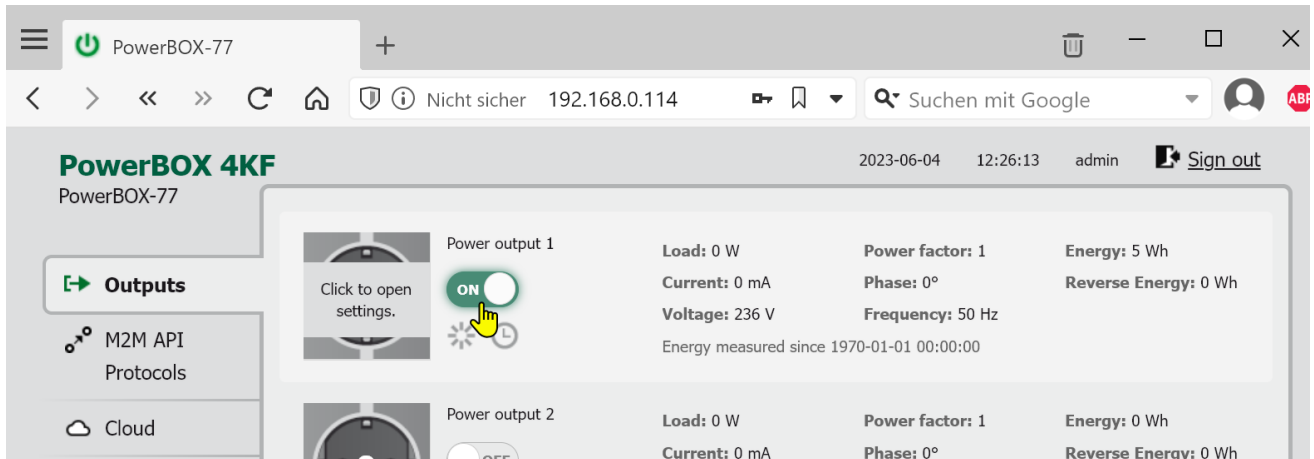 PowerBOX-77
Nicht sicher 192.168.0.114 Suchen mit Google ABP
PowerBOX 4KF 2023-06-04 12:26:13 admin Sign out
PowerBOX-77
Outputs
M2M API
Protocols
Cloud
Power output 1
Click to open
settings.
ON
Load: 0 W Power factor: 1 Energy: 5 Wh
Current: 0 mA Phase: 0° Reverse Energy: 0 Wh
Voltage: 236 V Frequency: 50 Hz
Energy measured since 1970-01-01 00:00:00
Power output 2
OFF
Load: 0 W Power factor: 1 Energy: 0 Wh
Current: 0 mA Phase: 0° Reverse Energy: 0 Wh